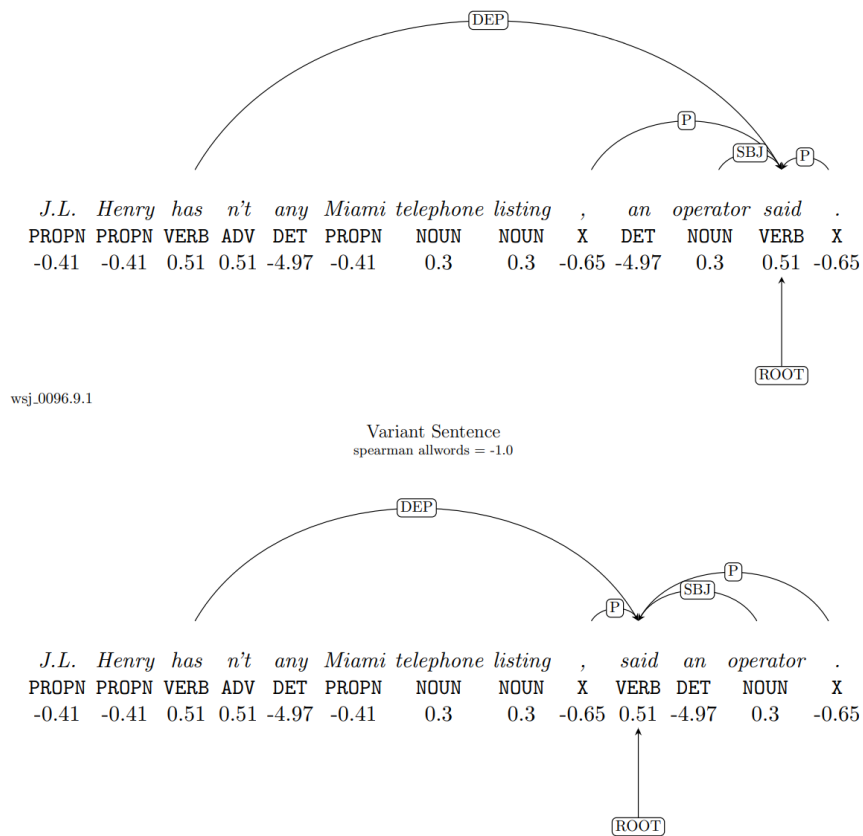 DEP
P
SBJ P
J.L. Henry has n't any Miami telephone listing , an operator said .
PROPN PROPN VERB ADV DET PROPN NOUN NOUN X DET NOUN VERB X
-0.41 -0.41 0.51 0.51 -4.97 -0.41 0.3 0.3 -0.65 -4.97 0.3 0.51 -0.65
ROOT
wsj_0096.9.1
Variant Sentence
spearman allwords = -1.0
DEP
P
SBJ
P
J.L. Henry has n't any Miami telephone listing , said an operator .
PROPN PROPN VERB ADV DET PROPN NOUN NOUN X VERB DET NOUN X
-0.41 -0.41 0.51 0.51 -4.97 -0.41 0.3 0.3 -0.65 0.51 -4.97 0.3 -0.65
ROOT